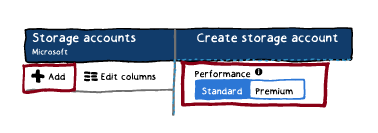 Storage accounts
Microsoft
Add
Edit columns
Create storage account
Performance
Standard
Premium